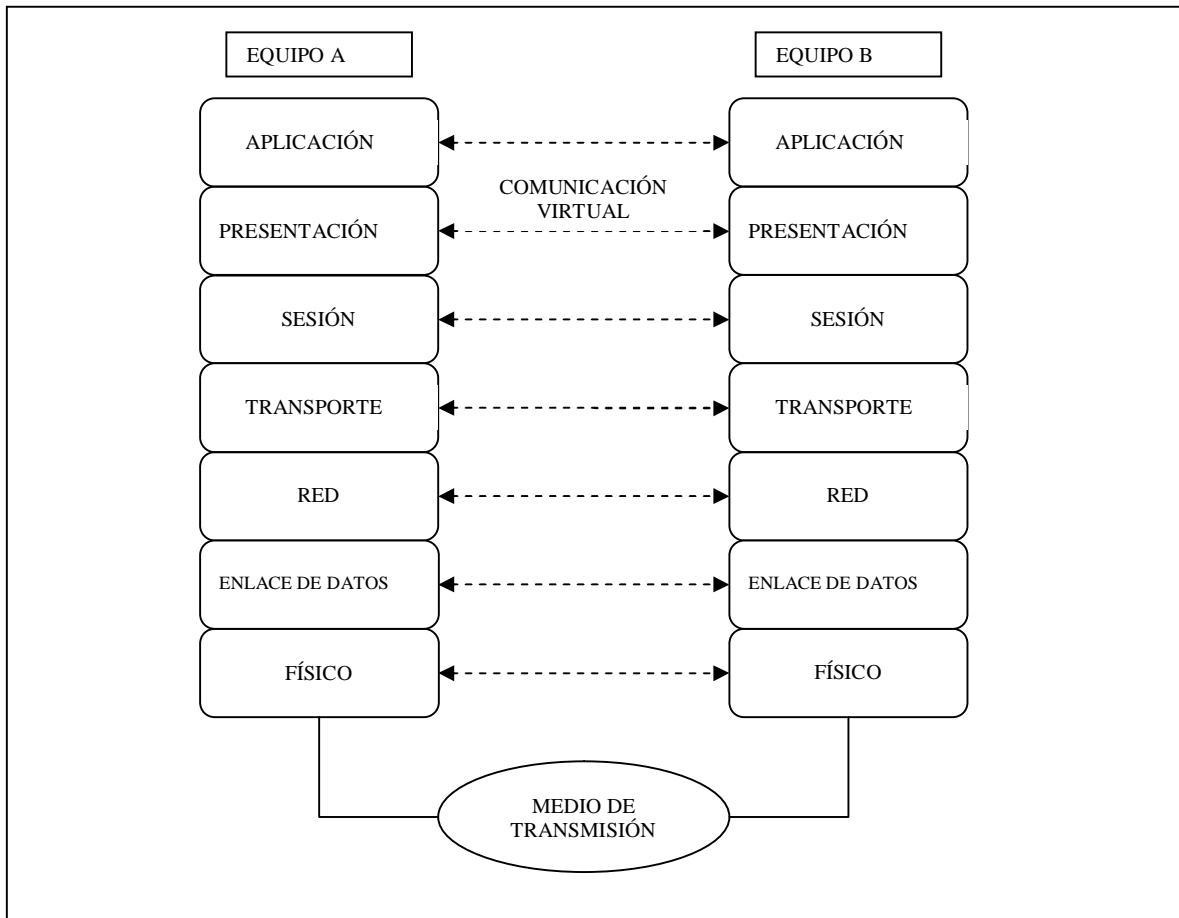 EQUIPO A
EQUIPO B
APLICACIÓN
APLICACIÓN
COMUNICACIÓN
VIRTUAL
PRESENTACIÓN
PRESENTACIÓN
SESIÓN
SESIÓN
TRANSPORTE
TRANSPORTE
RED
RED
ENLACE DE DATOS
ENLACE DE DATOS
FÍSICO
FÍSICO
MEDIO DE
TRANSMISIÓN